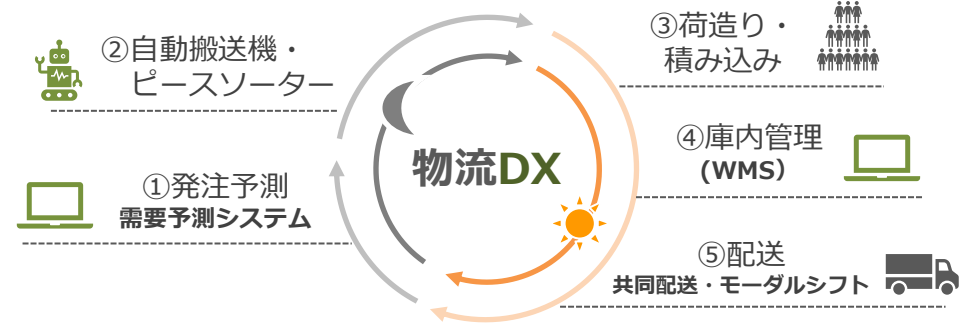 ②自動搬送機・
ピースソーター
①発注予測
需要予測システム
物流DX
③荷造り・
積み込み
④庫内管理
(WMS）
⑤配送
共同配送・モーダルシフト